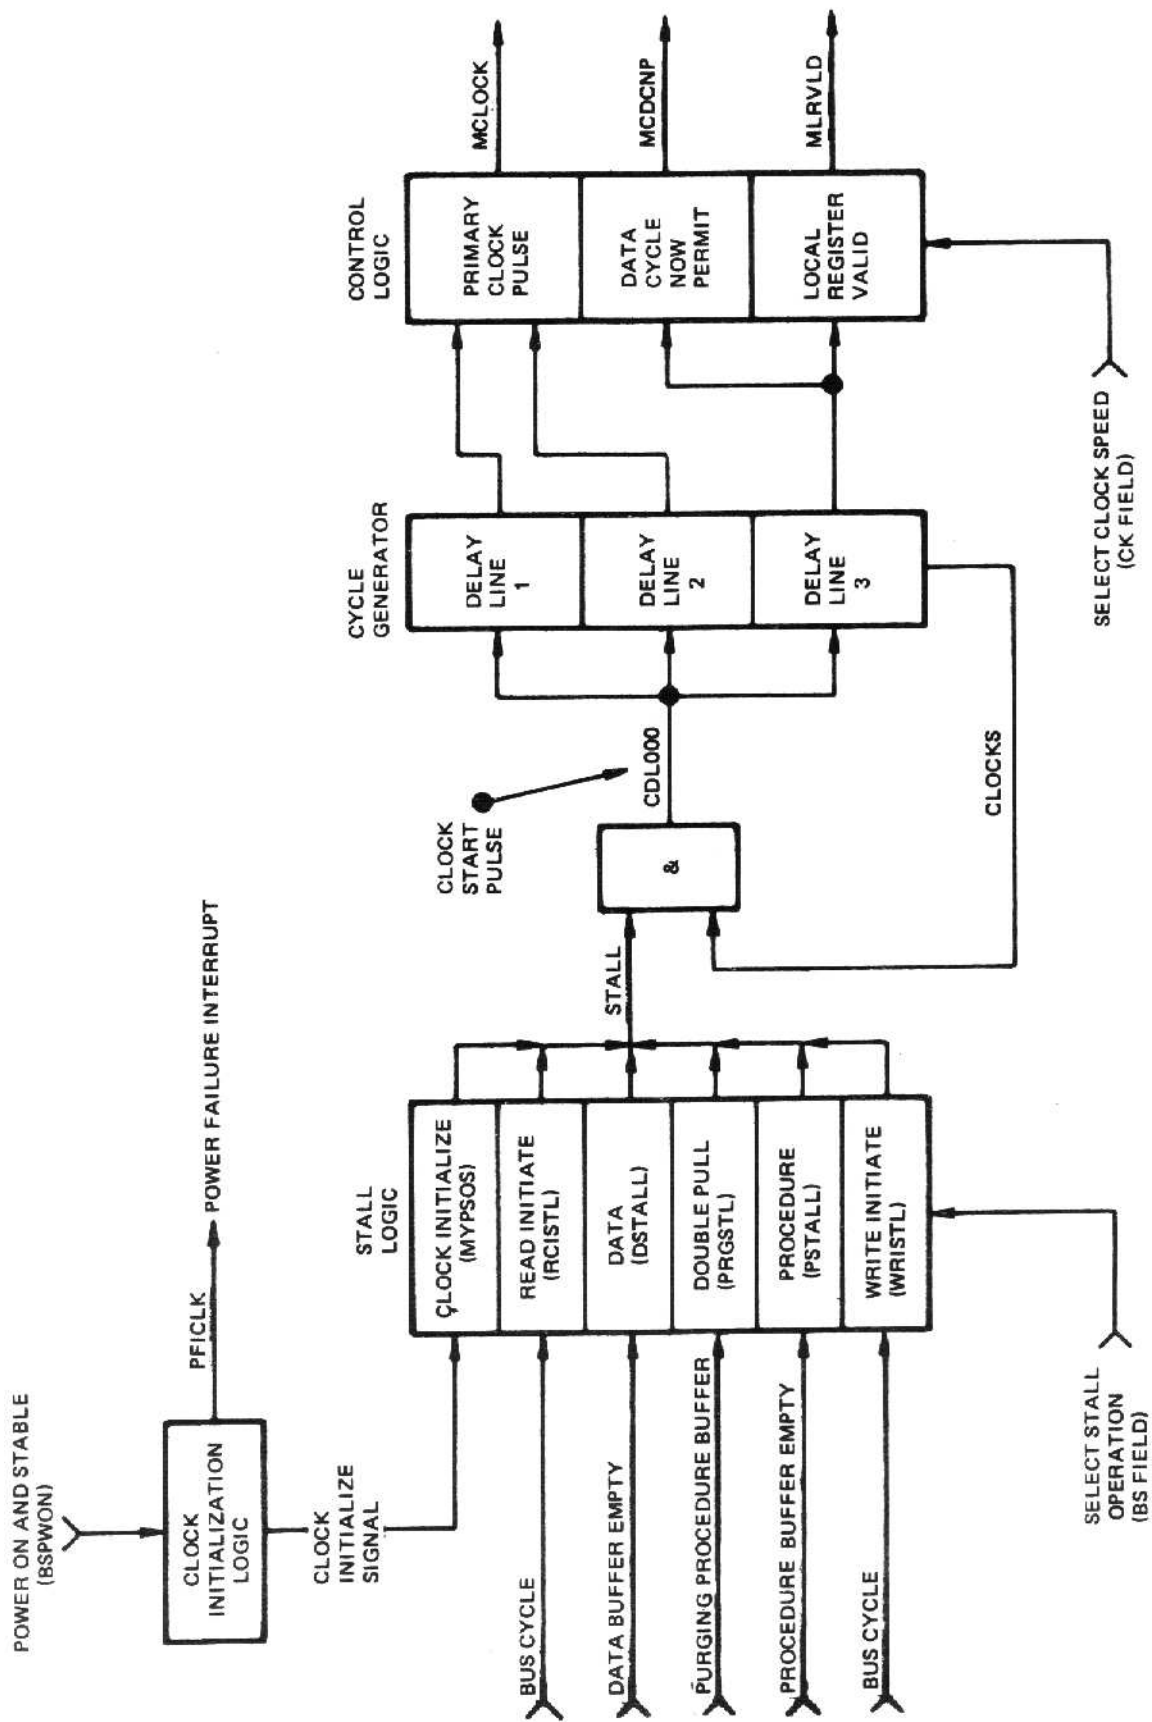 POWER ON AND STABLE
(BSPWON)
CLOCK
INITIALIZATION
LOGIC
PFICLK
POWER FAILURE INTERRUPT
CLOCK
INITIALIZE
SIGNAL
BUS CYCLE
DATA BUFFER EMPTY
PURGING PROCEDURE BUFFER
PROCEDURE BUFFER EMPTY
BUS CYCLE
STALL
LOGIC
CLOCK INITIALIZE
(MYPSOS)
READ INITIATE
(RCISTL)
DATA
(DSTALL)
DOUBLE PULL
(PRGSTL)
PROCEDURE
(PSTALL)
WRITE INITIATE
(WRISTL)
SELECT STALL
OPERATION
(BS FIELD)
STALL
&
CLOCK
START
PULSE
CDL000
CLOCKS
CYCLE
GENERATOR
DELAY
LINE
1
DELAY
LINE
2
DELAY
LINE
3
CONTROL
LOGIC
PRIMARY
CLOCK
PULSE
DATA
CYCLE
NOW
PERMIT
LOCAL
REGISTER
VALID
MCLOCK
MCDCNP
MLRVLD
SELECT CLOCK SPEED
(CK FIELD)